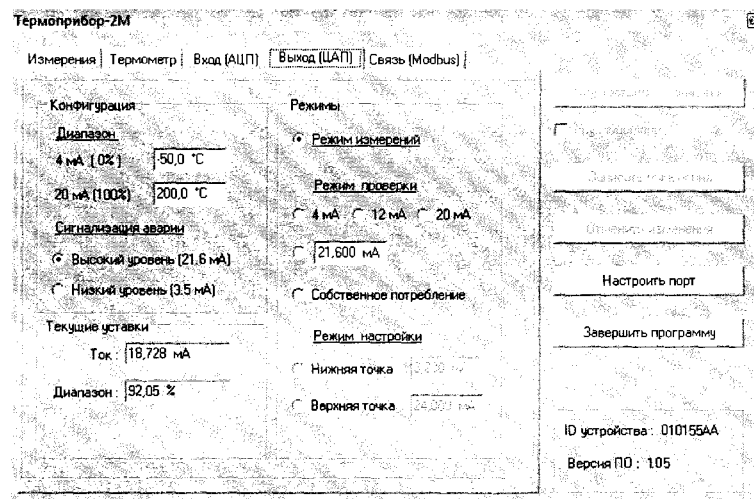 Термоприбор-2М
Измерения Термометр Вход (АЦП) Выход (ЦАП) Связь (Modbus)
Конфигурация
Диапазон
4 мА ( 0% ) -50,0 °C
20 мА (100%) 200,0 °C
Сигнализация аварии
Высокий уровень (21.6 мА)
Низкий уровень (3.5 мА)
Текущие уставки
Ток : 18,728 мА
Диапазон : 92,05 %
Режимы
Режим измерений
Режим проверки
4 мА 12 мА 20 мА
21,600 мА
Собственное потребление
Режим настройки
Нижняя точка
Верхняя точка 24,000 мА
Настроить порт
Завершить программу
ID устройства : 010155AA
Версия ПО : 1.05